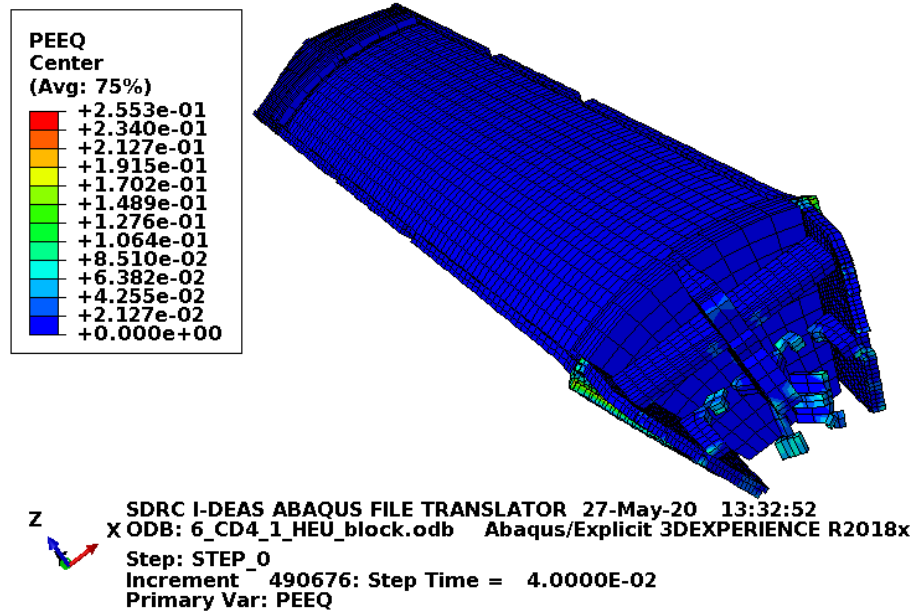 PEEQ
Center
(Avg: 75%)
+2.553e-01
+2.340e-01
+2.127e-01
+1.915e-01
+1.702e-01
+1.489e-01
+1.276e-01
+1.064e-01
+8.510e-02
+6.382e-02
+4.255e-02
+2.127e-02
+0.000e+00
Z
X
SDRC I-DEAS ABAQUS FILE TRANSLATOR 27-May-20 13:32:52
ODB: 6_CD4_1_HEU_block.odb Abaqus/Explicit 3DEXPERIENCE R2018x
Step: STEP_0
Increment 490676: Step Time = 4.0000E-02
Primary Var: PEEQ